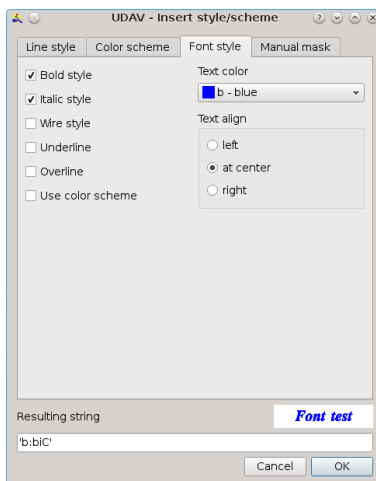 UDAV - Insert style/scheme
Line style Color scheme Font style Manual mask
Bold style
Italic style
Wire style
Underline
Overline
Use color scheme
Text color
b - blue
Text align
left
at center
right
Resulting string
Font test
'b:biC'
Cancel OK